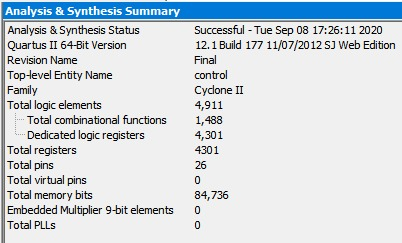 Analysis & Synthesis Summary
Analysis & Synthesis Status Successful - Tue Sep 08 17:26:11 2020
Quartus II 64-Bit Version 12.1 Build 177 11/07/2012 SJ Web Edition
Revision Name Final
Top-level Entity Name control
Family Cyclone II
Total logic elements 4,911
Total combinational functions 1,488
Dedicated logic registers 4,301
Total registers 4301
Total pins 26
Total virtual pins 0
Total memory bits 84,736
Embedded Multiplier 9-bit elements 0
Total PLLs 0